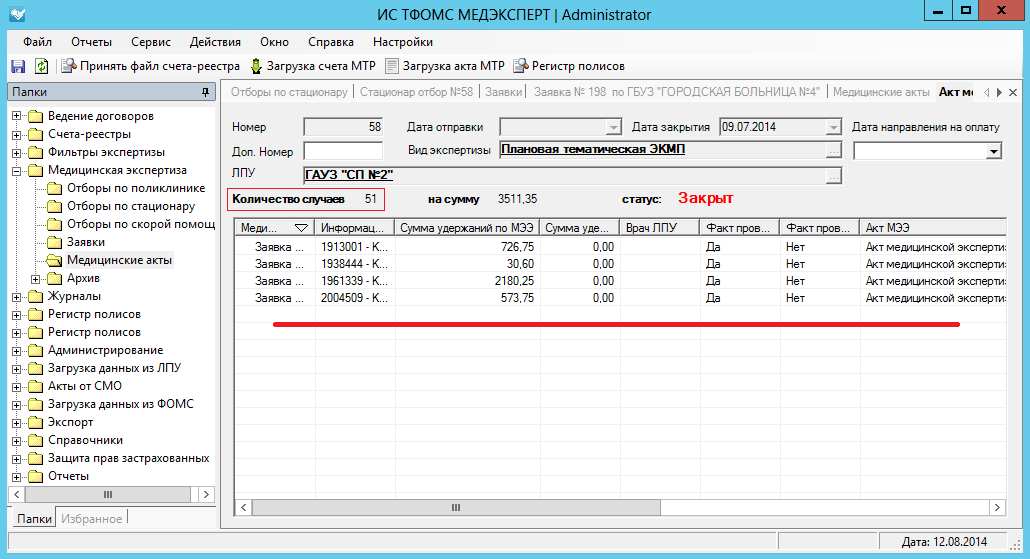 ИС ТФОМС МЕДЭКСПЕРТ | Administrator
Файл Отчеты Сервис Действия Окно Справка Настройки
Принять файл счета-реестра Загрузка счета МТР Загрузка акта МТР Регистр полисов
Папки
Ведение договоров
Счета-реестры
Фильтры экспертизы
Медицинская экспертиза
Отборы по поликлинике
Отборы по стационару
Отборы по скорой помощ
Заявки
Медицинские акты
Архив
Журналы
Регистр полисов
Регистр полисов
Администрирование
Загрузка данных из ЛПУ
Акты от СМО
Загрузка данных из ФОМС
Экспорт
Справочники
Защита прав застрахованных
Отчеты
Папки Избранное
Отборы по стационару Стационар отбор №58 Заявки Заявка № 198 по ГБУЗ "ГОРОДСКАЯ БОЛЬНИЦА №4" Медицинские акты Акт ме
Номер 58 Дата отправки Дата закрытия 09.07.2014 Дата направления на оплату
Доп. Номер Вид экспертизы Плановая тематическая ЭКМП ...
ЛПУ ГАУЗ "СП №2" ...
Количество случаев 51 на сумму 3511,35 статус: Закрыт
Меди... Информац... Сумма удержаний по МЭЭ Сумма уде... Врач ЛПУ Факт пров... Факт пров... Акт МЭЭ
Заявка ... 1913001 - К... 726,75 0,00 Да Нет Акт медицинской эксперти
Заявка ... 1938444 - К... 30,60 0,00 Да Нет Акт медицинской эксперти
Заявка ... 1961339 - К... 2180,25 0,00 Да Нет Акт медицинской эксперти
Заявка ... 2004509 - К... 573,75 0,00 Да Нет Акт медицинской эксперти
Дата: 12.08.2014